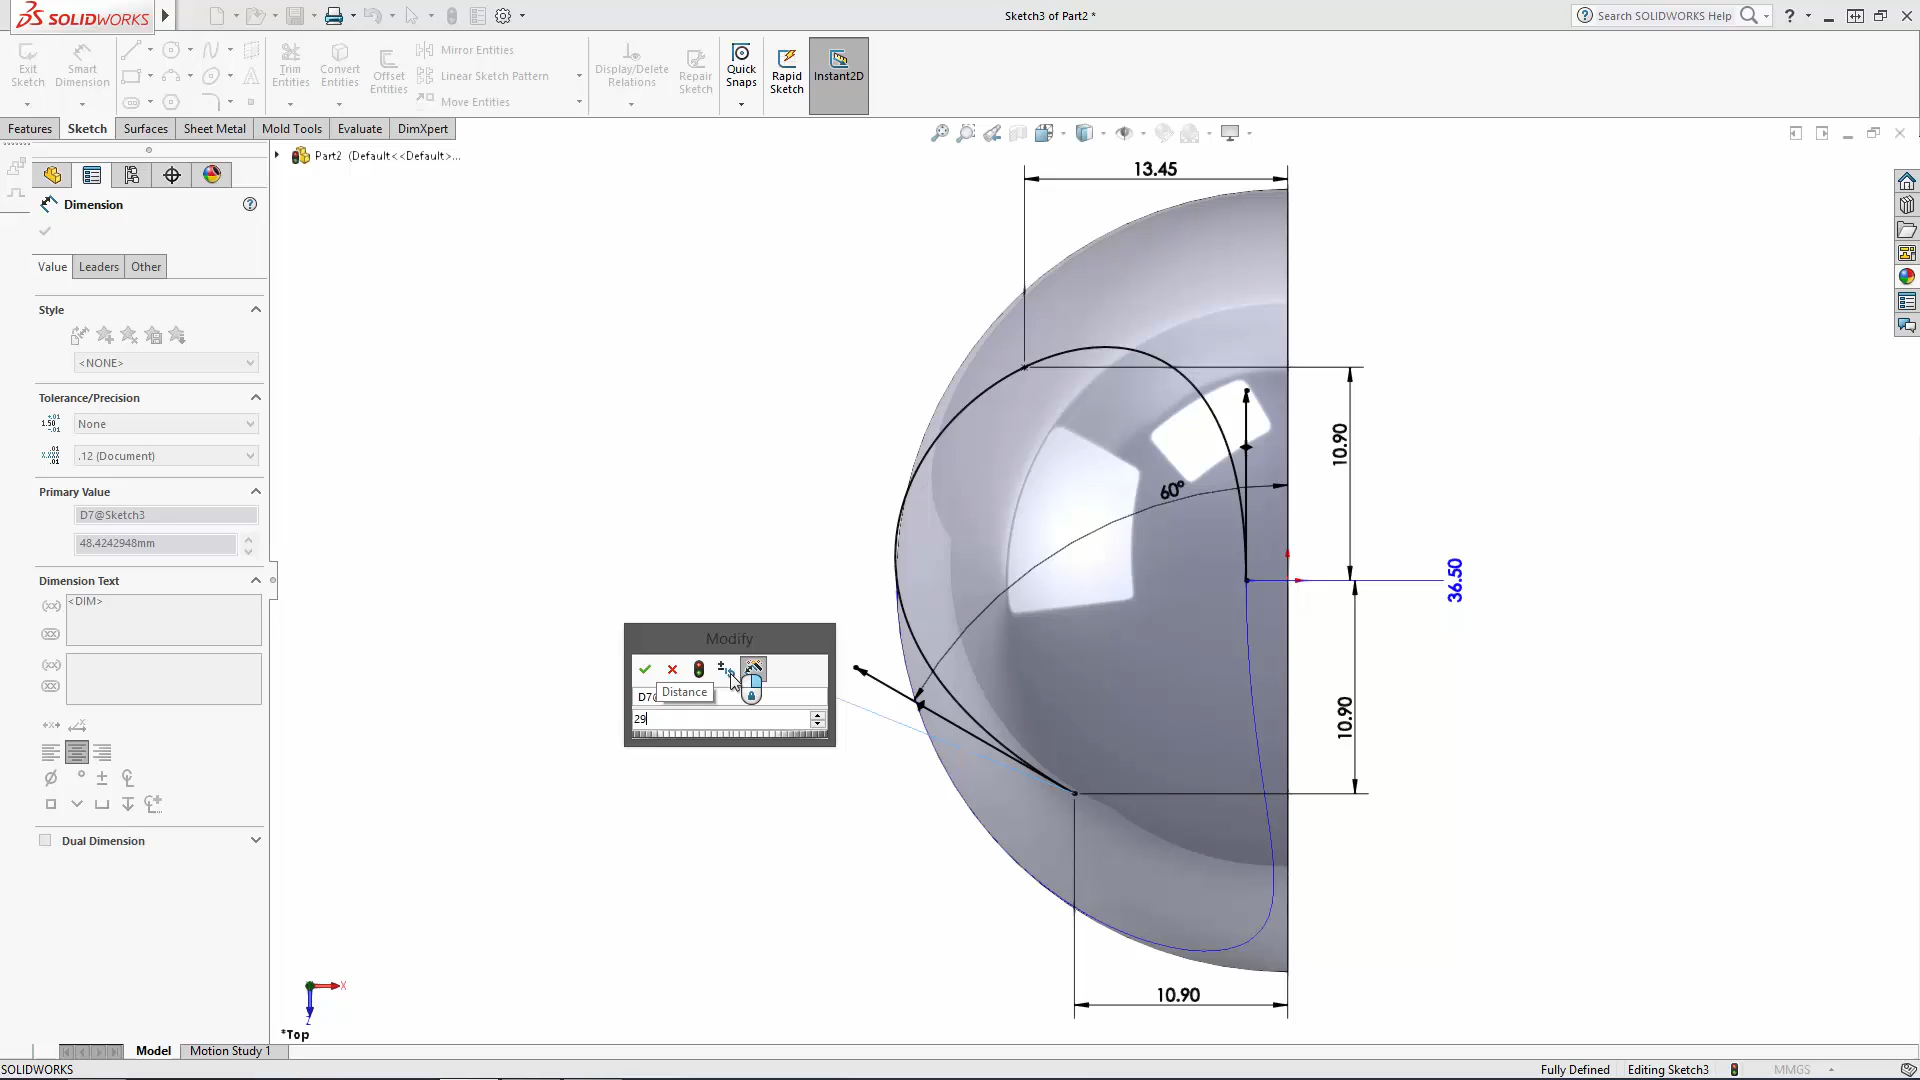 SOLIDWORKS
Sketch3 of Part2 *
Search SOLIDWORKS Help
Exit Sketch
Smart Dimension
Trim Entities
Convert Entities
Offset Entities
Mirror Entities
Linear Sketch Pattern
Move Entities
Display/Delete Relations
Repair Sketch
Quick Snaps
Rapid Sketch
Instant2D
Features
Sketch
Surfaces
Sheet Metal
Mold Tools
Evaluate
DimXpert
Part2 (Default<<Default>...
Dimension
Value
Leaders
Other
Style
<NONE>
Tolerance/Precision
None
.12 (Document)
Primary Value
D7@Sketch3
48.4242948mm
Dimension Text
<DIM>
Dual Dimension
13.45
10.90
60°
36.50
10.90
10.90
Modify
Distance
29
X
Z
*Top
Model
Motion Study 1
SOLIDWORKS
Fully Defined
Editing Sketch3
MMGS